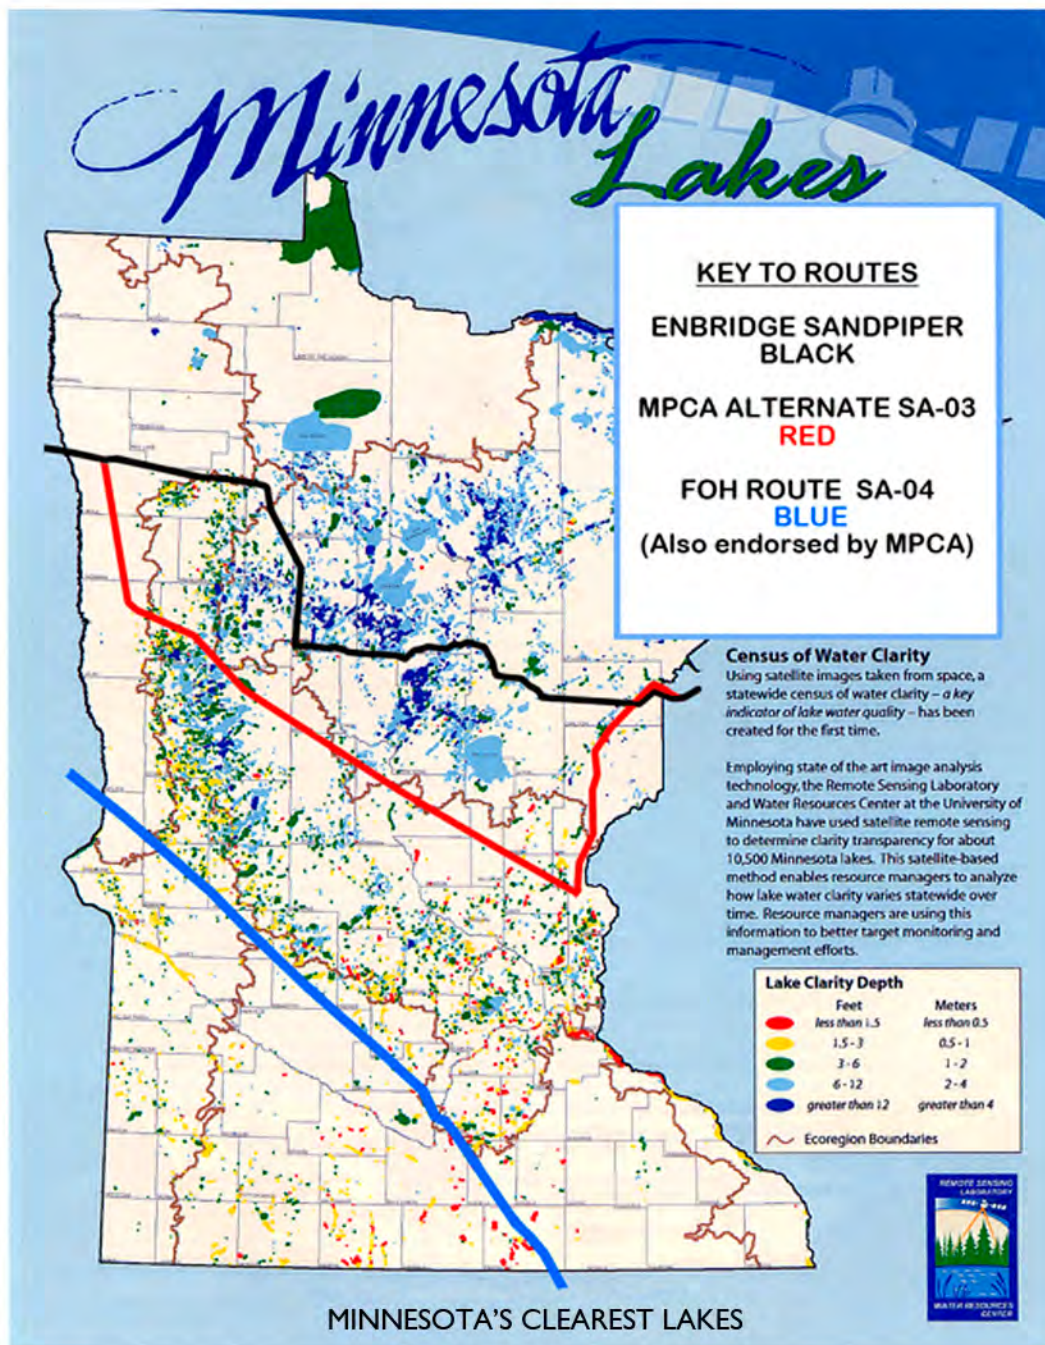 Minnesota
Lakes
KEY TO ROUTES
ENBRIDGE SANDPIPER
BLACK
MPCA ALTERNATE SA-03
RED
FOH ROUTE SA-04
BLUE
(Also endorsed by MPCA)
Census of Water Clarity
Using satellite images taken from space, a
statewide census of water clarity – a key
indicator of lake water quality – has been
created for the first time.
Employing state of the art image analysis
technology, the Remote Sensing Laboratory
and Water Resources Center at the University of
Minnesota have used satellite remote sensing
to determine clarity transparency for about
10,500 Minnesota lakes. This satellite-based
method enables resource managers to analyze
how lake water clarity varies statewide over
time. Resource managers are using this
information to better target monitoring and
management efforts.
Lake Clarity Depth
Feet Meters
less than 1.5 less than 0.5
1.5 - 3 0.5 - 1
3 - 6 1 - 2
6 - 12 2 - 4
greater than 12 greater than 4
Ecoregion Boundaries
REMOTE SENSING
LABORATORY
WATER RESOURCES
CENTER
MINNESOTA'S CLEAREST LAKES